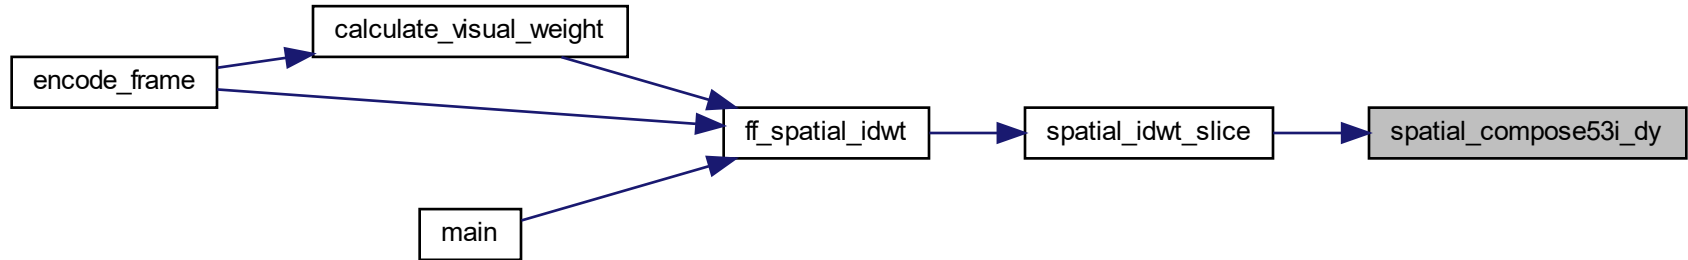 calculate_visual_weight
encode_frame
ff_spatial_idwt
spatial_idwt_slice
spatial_compose53i_dy
main